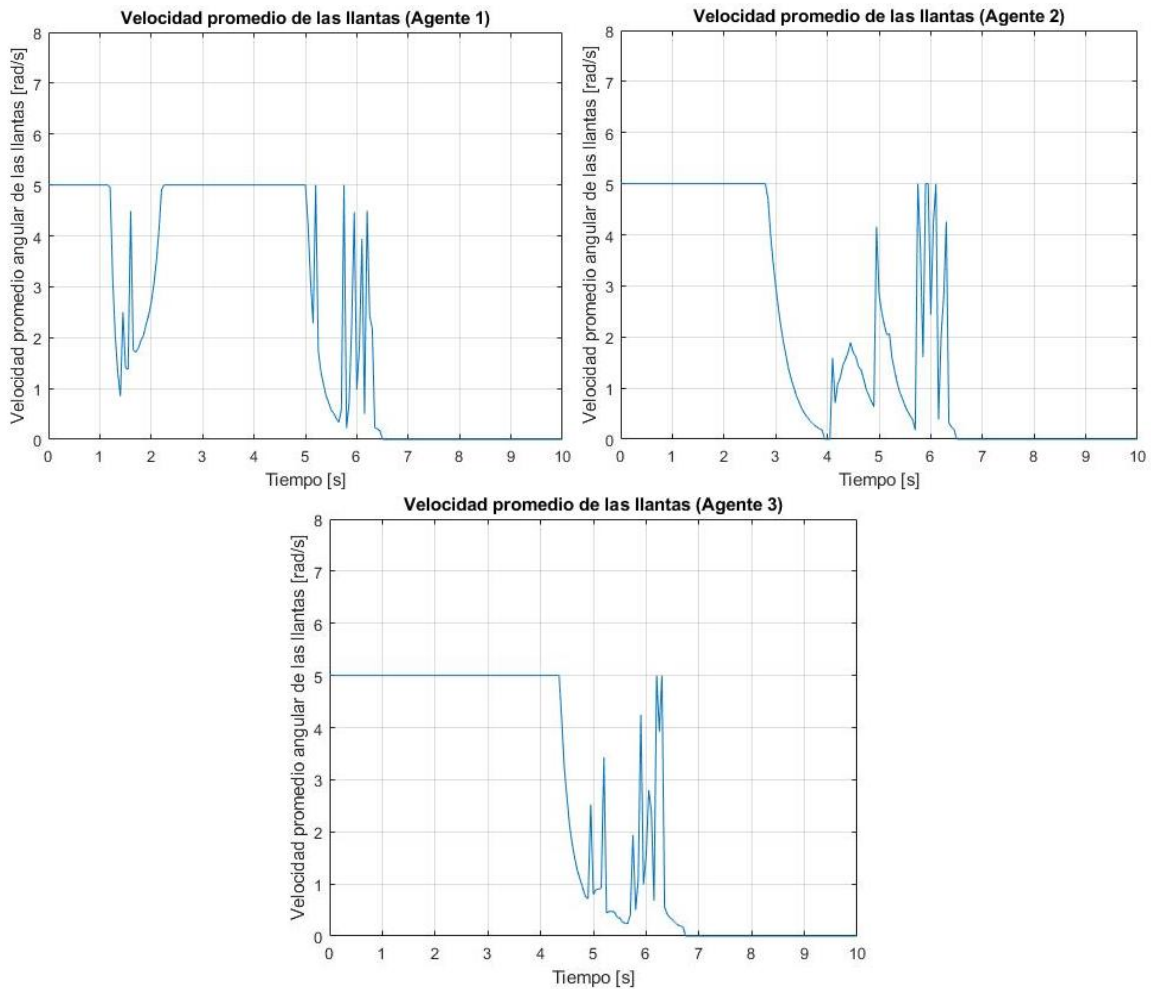 Velocidad promedio de las llantas (Agente 1)
Velocidad promedio angular de las llantas [rad/s]
8
7
6
5
4
3
2
1
0
0 1 2 3 4 5 6 7 8 9 10
Tiempo [s]
Velocidad promedio de las llantas (Agente 2)
Velocidad promedio angular de las llantas [rad/s]
8
7
6
5
4
3
2
1
0
0 1 2 3 4 5 6 7 8 9 10
Tiempo [s]
Velocidad promedio de las llantas (Agente 3)
Velocidad promedio angular de las llantas [rad/s]
8
7
6
5
4
3
2
1
0
0 1 2 3 4 5 6 7 8 9 10
Tiempo [s]